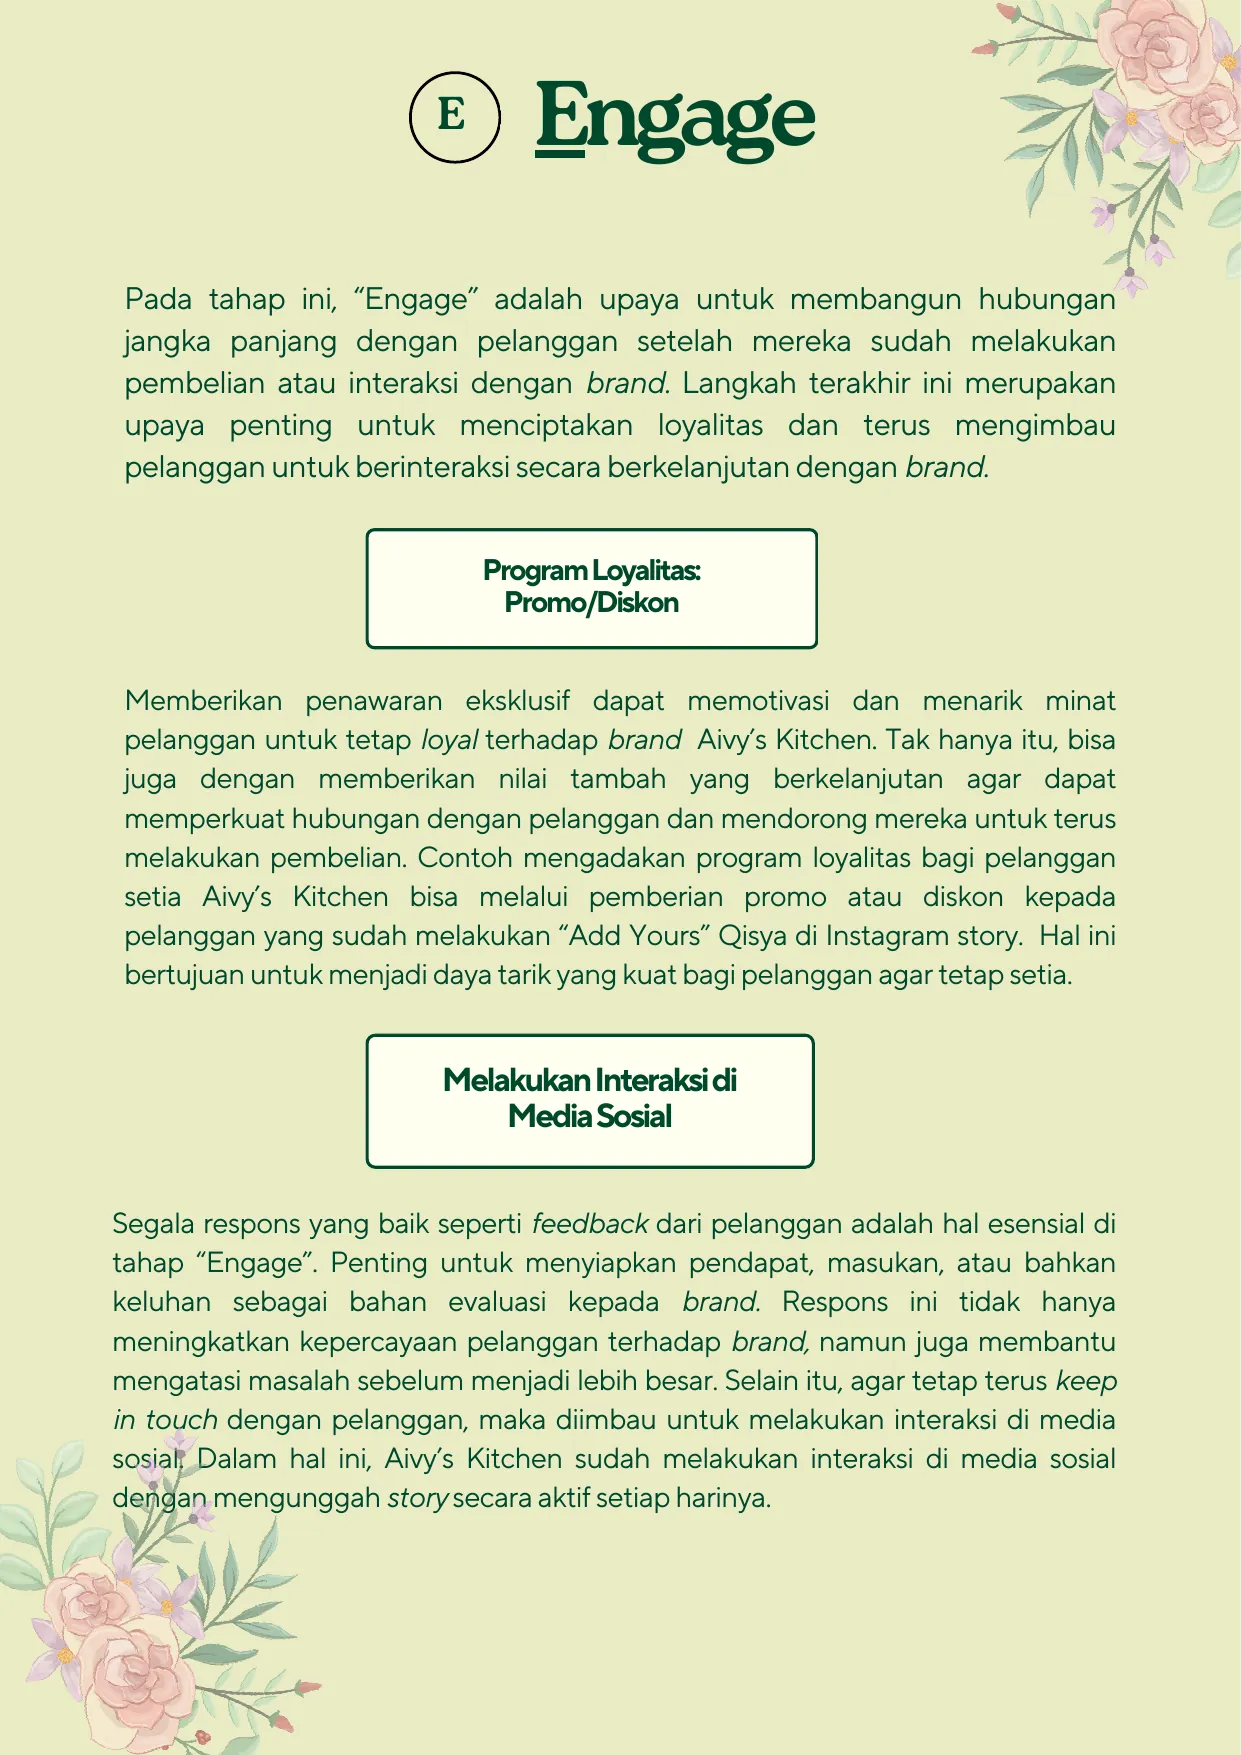 E Engage
Pada tahap ini, “Engage” adalah upaya untuk membangun hubungan
jangka panjang dengan pelanggan setelah mereka sudah melakukan
pembelian atau interaksi dengan brand. Langkah terakhir ini merupakan
upaya penting untuk menciptakan loyalitas dan terus mengimbau
pelanggan untuk berinteraksi secara berkelanjutan dengan brand.
Program Loyalitas:
Promo/Diskon
Memberikan penawaran eksklusif dapat memotivasi dan menarik minat
pelanggan untuk tetap loyal terhadap brand Aivy’s Kitchen. Tak hanya itu, bisa
juga dengan memberikan nilai tambah yang berkelanjutan agar dapat
memperkuat hubungan dengan pelanggan dan mendorong mereka untuk terus
melakukan pembelian. Contoh mengadakan program loyalitas bagi pelanggan
setia Aivy’s Kitchen bisa melalui pemberian promo atau diskon kepada
pelanggan yang sudah melakukan “Add Yours” Qisya di Instagram story. Hal ini
bertujuan untuk menjadi daya tarik yang kuat bagi pelanggan agar tetap setia.
Melakukan Interaksi di
Media Sosial
Segala respons yang baik seperti feedback dari pelanggan adalah hal esensial di
tahap “Engage”. Penting untuk menyiapkan pendapat, masukan, atau bahkan
keluhan sebagai bahan evaluasi kepada brand. Respons ini tidak hanya
meningkatkan kepercayaan pelanggan terhadap brand, namun juga membantu
mengatasi masalah sebelum menjadi lebih besar. Selain itu, agar tetap terus keep
in touch dengan pelanggan, maka diimbau untuk melakukan interaksi di media
sosial. Dalam hal ini, Aivy’s Kitchen sudah melakukan interaksi di media sosial
dengan mengunggah story secara aktif setiap harinya.